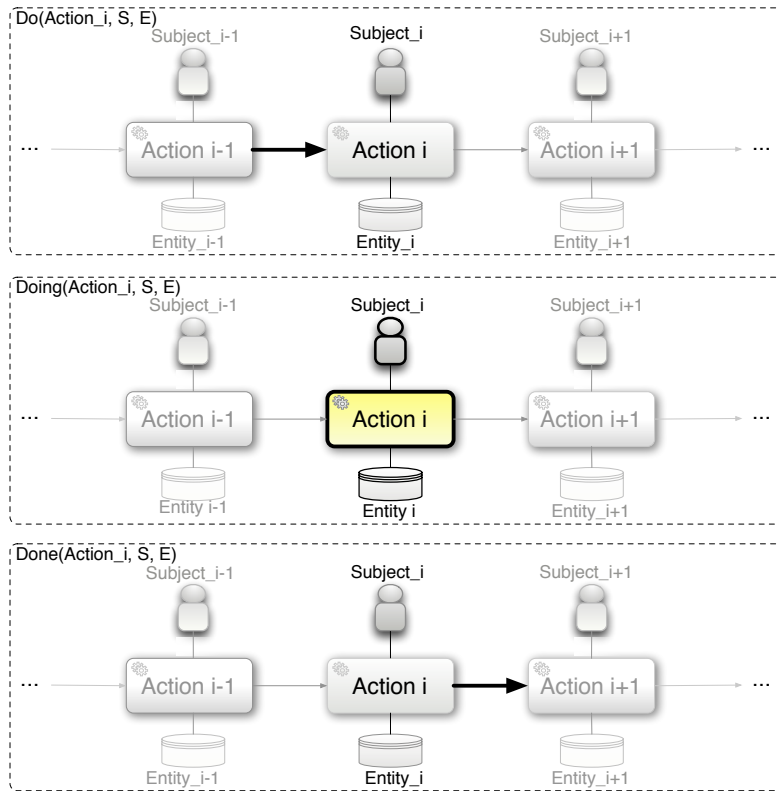 Do(Action_i, S, E)
Subject_i-1 Subject_i Subject_i+1
... Action i-1 Action i Action i+1 ...
Entity_i-1 Entity_i Entity_i+1
Doing(Action_i, S, E)
Subject_i-1 Subject_i Subject_i+1
... Action i-1 Action i Action i+1 ...
Entity i-1 Entity i Entity_i+1
Done(Action_i, S, E)
Subject_i-1 Subject_i Subject_i+1
... Action i-1 Action i Action i+1 ...
Entity_i-1 Entity_i Entity_i+1